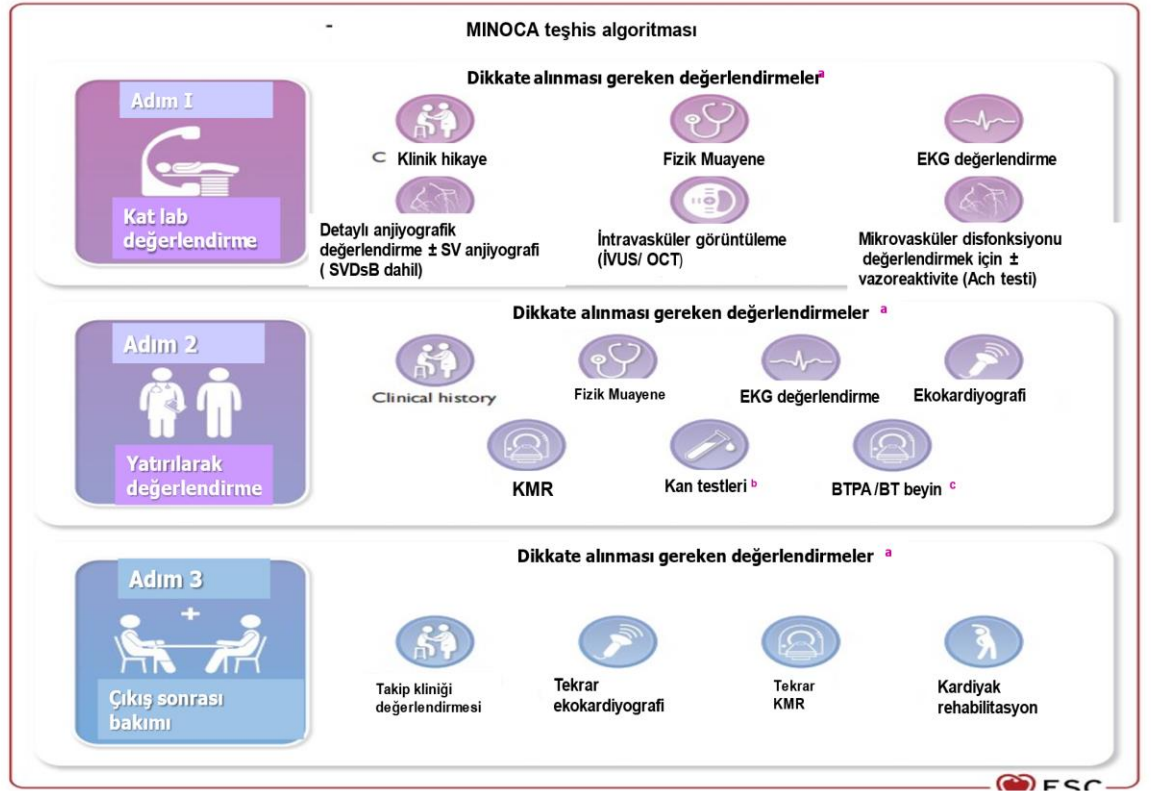 -
MINOCA teşhis algoritması
Dikkate alınması gereken değerlendirmeler a
Adım I
Kat lab
değerlendirme
C Klinik hikaye
Fizik Muayene
EKG değerlendirme
Detaylı anjiyografik
değerlendirme ± SV anjiyografi
( SVDsB dahil)
İntravasküler görüntüleme
(İVUS/ OCT)
Mikrovasküler disfonksiyonu
değerlendirmek için ±
vazoreaktivite (Ach testi)
Dikkate alınması gereken değerlendirmeler a
Adım 2
Yatırılarak
değerlendirme
Clinical history
Fizik Muayene
EKG değerlendirme
Ekokardiyografi
KMR
Kan testleri b
BTPA /BT beyin c
Dikkate alınması gereken değerlendirmeler a
Adım 3
Çıkış sonrası
bakımı
Takip kliniği
değerlendirmesi
Tekrar
ekokardiyografi
Tekrar
KMR
Kardiyak
rehabilitasyon
ESC